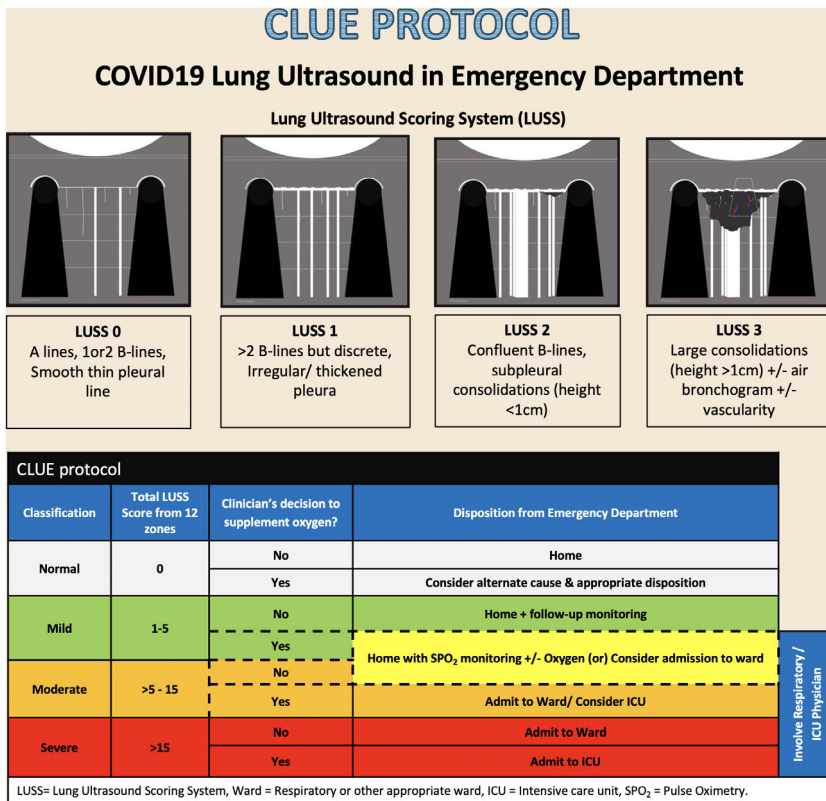 CLUE PROTOCOL
COVID19 Lung Ultrasound in Emergency Department
Lung Ultrasound Scoring System (LUSS)
LUSS 0
A lines, 1or2 B-lines,
Smooth thin pleural
line
LUSS 1
>2 B-lines but discrete,
Irregular/ thickened
pleura
LUSS 2
Confluent B-lines,
subpleural
consolidations (height
<1cm)
LUSS 3
Large consolidations
(height >1cm) +/- air
bronchogram +/-
vascularity
CLUE protocol
Classification
Total LUSS
Score from 12
zones
Clinician's decision to
supplement oxygen?
Disposition from Emergency Department
Normal
0
No
Home
Yes
Consider alternate cause & appropriate disposition
Mild
1-5
No
Home + follow-up monitoring
Yes
Home with SPO₂ monitoring +/- Oxygen (or) Consider admission to ward
Moderate
>5 - 15
No
Yes
Admit to Ward/ Consider ICU
Severe
>15
No
Admit to Ward
Yes
Admit to ICU
Involve Respiratory /
ICU Physician
LUSS= Lung Ultrasound Scoring System, Ward = Respiratory or other appropriate ward, ICU = Intensive care unit, SPO₂ = Pulse Oximetry.